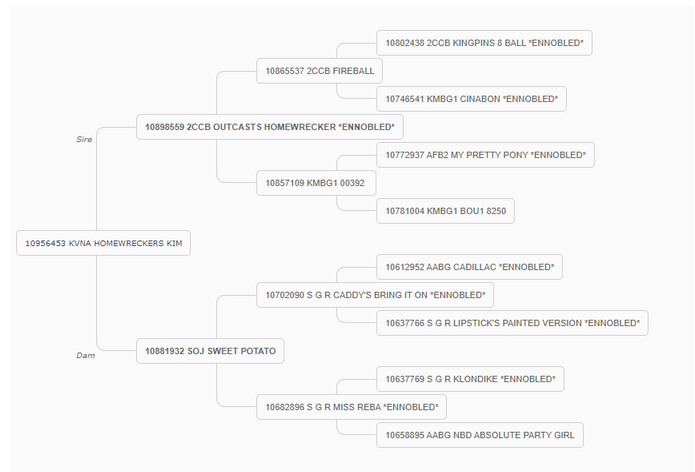 10802438 2CCB KINGPINS 8 BALL *ENNOBLED*
10865537 2CCB FIREBALL
10746541 KMBG1 CINABON *ENNOBLED*
10898559 2CCB OUTCASTS HOMEWRECKER *ENNOBLED*
Sire
10772937 AFB2 MY PRETTY PONY *ENNOBLED*
10857109 KMBG1 00392
10781004 KMBG1 BOU1 8250
10956453 KVNA HOMEWRECKERS KIM
10612952 AABG CADILLAC *ENNOBLED*
10702090 S G R CADDY'S BRING IT ON *ENNOBLED*
10637766 S G R LIPSTICK'S PAINTED VERSION *ENNOBLED*
Dam
10881932 SOJ SWEET POTATO
10637769 S G R KLONDIKE *ENNOBLED*
10682896 S G R MISS REBA *ENNOBLED*
10658895 AABG NBD ABSOLUTE PARTY GIRL